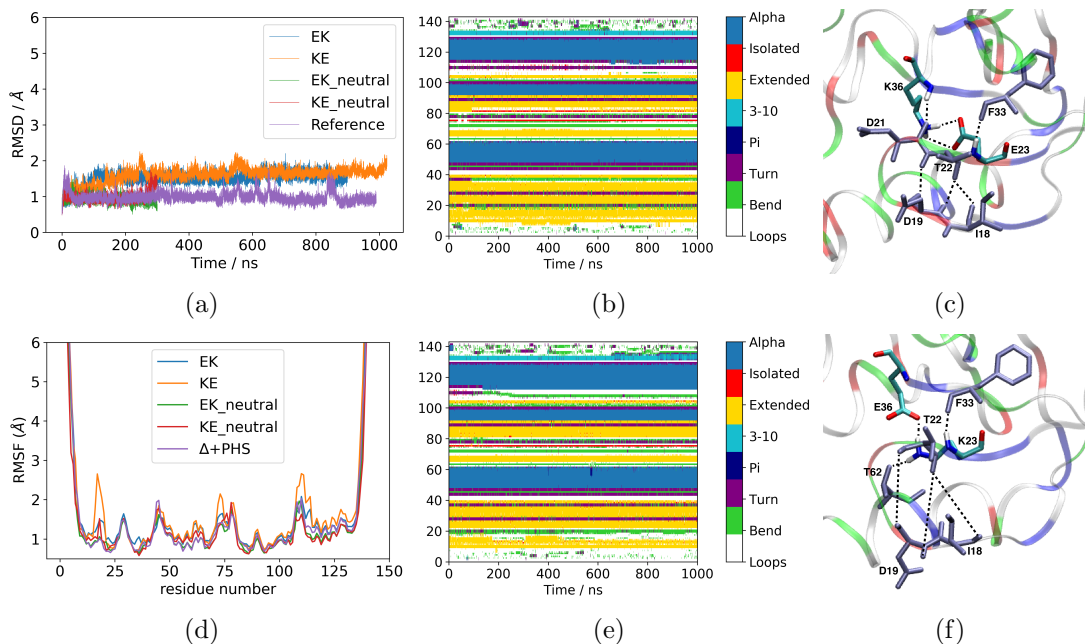 6
5
4
3
2
1
0
RMSD / Å
0 200 400 600 800 1000
Time / ns
EK
KE
EK_neutral
KE_neutral
Reference
(a)
140
120
100
80
60
40
20
0
0 200 400 600 800 1000
Time / ns
Alpha
Isolated
Extended
3-10
Pi
Turn
Bend
Loops
(b)
K36
F33
D21
E23
T22
D19
I18
(c)
6
5
4
3
2
1
RMSF (Å)
0 25 50 75 100 125 150
residue number
EK
KE
EK_neutral
KE_neutral
Δ+PHS
(d)
140
120
100
80
60
40
20
0
0 200 400 600 800 1000
Time / ns
Alpha
Isolated
Extended
3-10
Pi
Turn
Bend
Loops
(e)
F33
E36
T22
K23
T62
I18
D19
(f)